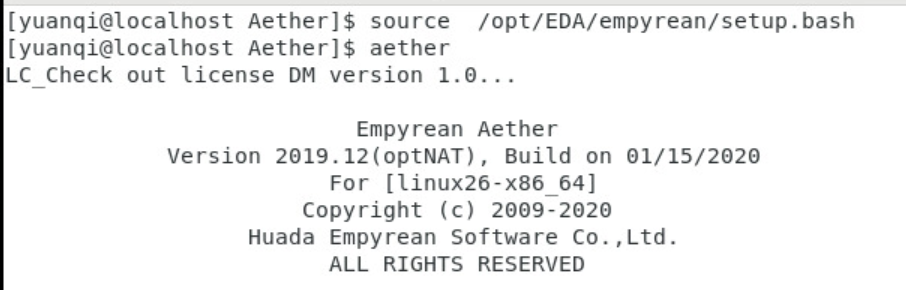 [yuanqi@localhost Aether]$ source  /opt/EDA/empyrean/setup.bash
[yuanqi@localhost Aether]$ aether
LC_Check out license DM version 1.0...
Empyrean Aether
Version 2019.12(optNAT), Build on 01/15/2020
For [linux26-x86_64]
Copyright (c) 2009-2020
Huada Empyrean Software Co.,Ltd.
ALL RIGHTS RESERVED